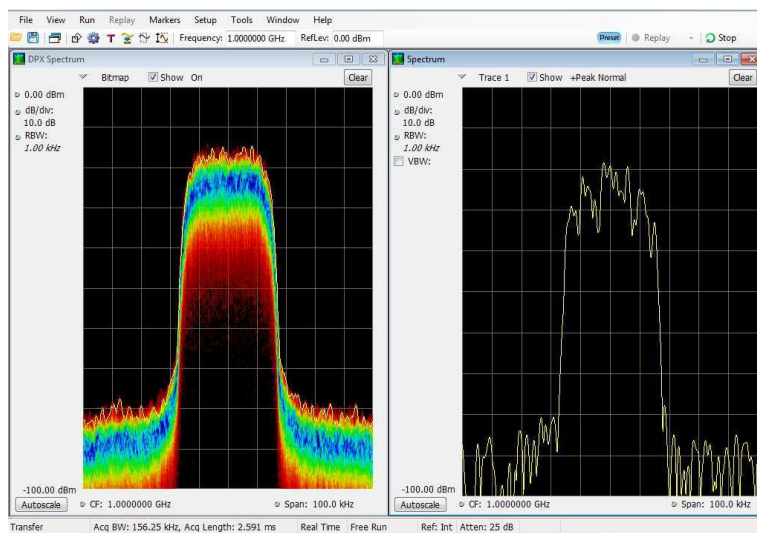 File View Run Replay Markers Setup Tools Window Help
T Frequency: 1.0000000 GHz RefLev: 0.00 dBm Preset Replay Stop
DPX Spectrum
Bitmap Show On Clear
0.00 dBm
dB/div:
10.0 dB
RBW:
1.00 kHz
-100.00 dBm
Autoscale CF: 1.0000000 GHz Span: 100.0 kHz
Spectrum
Trace 1 Show +Peak Normal Clear
0.00 dBm
dB/div:
10.0 dB
RBW:
1.00 kHz
VBW:
-100.00 dBm
Autoscale CF: 1.0000000 GHz Span: 100.0 kHz
Transfer Acq BW: 156.25 kHz, Acq Length: 2.591 ms Real Time Free Run Ref: Int Atten: 25 dB